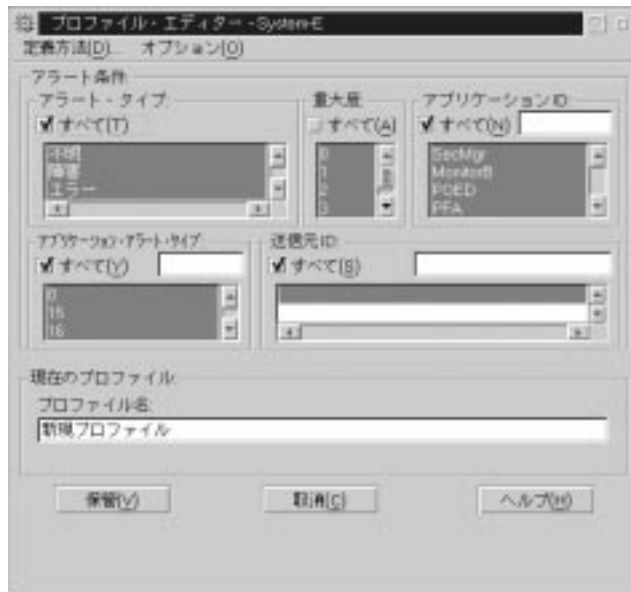 プロファイル・エディター - System-E
定義方法(D)... オプション(O)
アラート条件:
アラート・タイプ:
すべて(T)
不明
障害
エラー
重大度
すべて(A)
0
1
2
3
アプリケーションID:
すべて(N)
SecMgr
MonitorB
POED
PFA
アプリケーション・アラート・タイプ
すべて(Y)
0
15
16
送信元ID:
すべて(S)
現在のプロファイル:
プロファイル名:
新規プロファイル
保管(V)
取消(C)
ヘルプ(H)